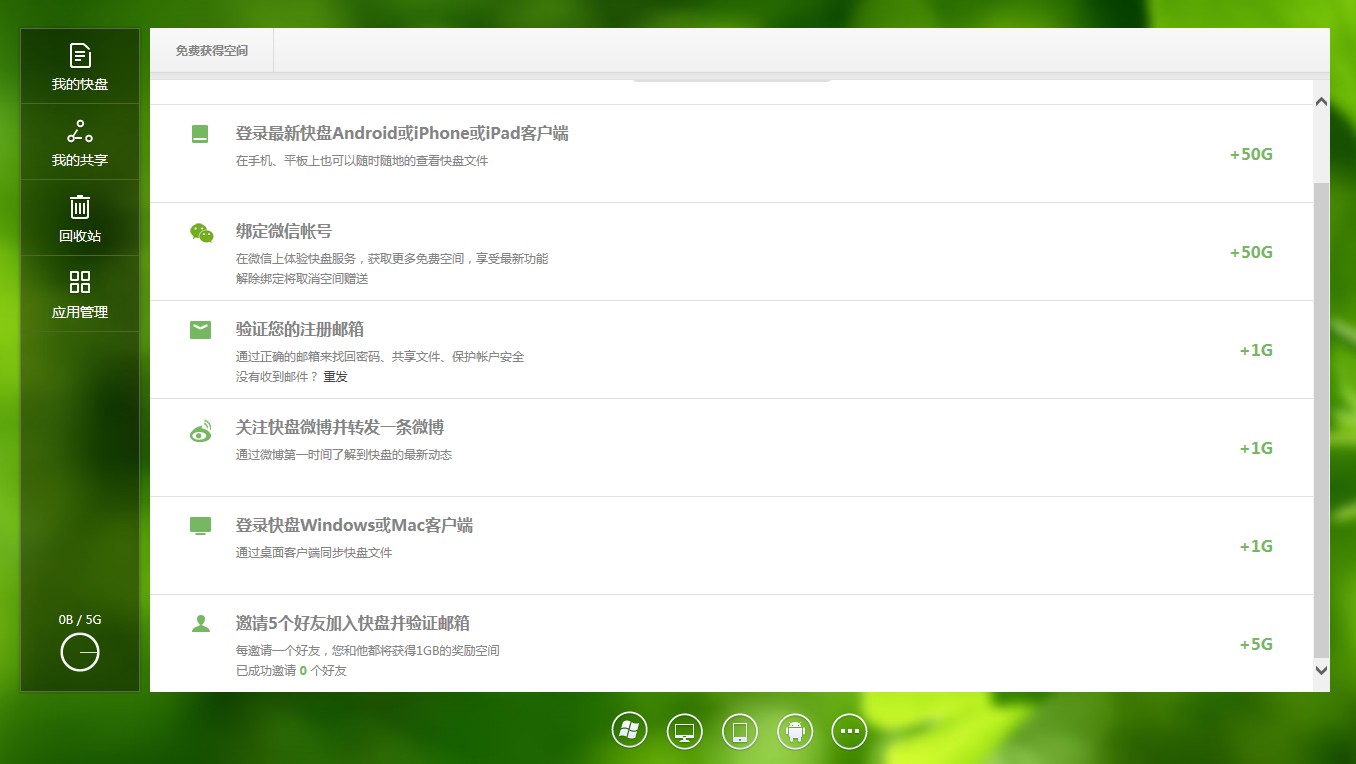 免费获得空间
我的快盘
我的共享
回收站
应用管理
0B / 5G
登录最新快盘Android或iPhone或iPad客户端
在手机、平板上也可以随时随地的查看快盘文件
+50G
绑定微信帐号
在微信上体验快盘服务，获取更多免费空间，享受最新功能
解除绑定将取消空间赠送
+50G
验证您的注册邮箱
通过正确的邮箱来找回密码、共享文件、保护帐户安全
没有收到邮件？ 重发
+1G
关注快盘微博并转发一条微博
通过微博第一时间了解到快盘的最新动态
+1G
登录快盘Windows或Mac客户端
通过桌面客户端同步快盘文件
+1G
邀请5个好友加入快盘并验证邮箱
每邀请一个好友，您和他都将获得1GB的奖励空间
已成功邀请 0 个好友
+5G